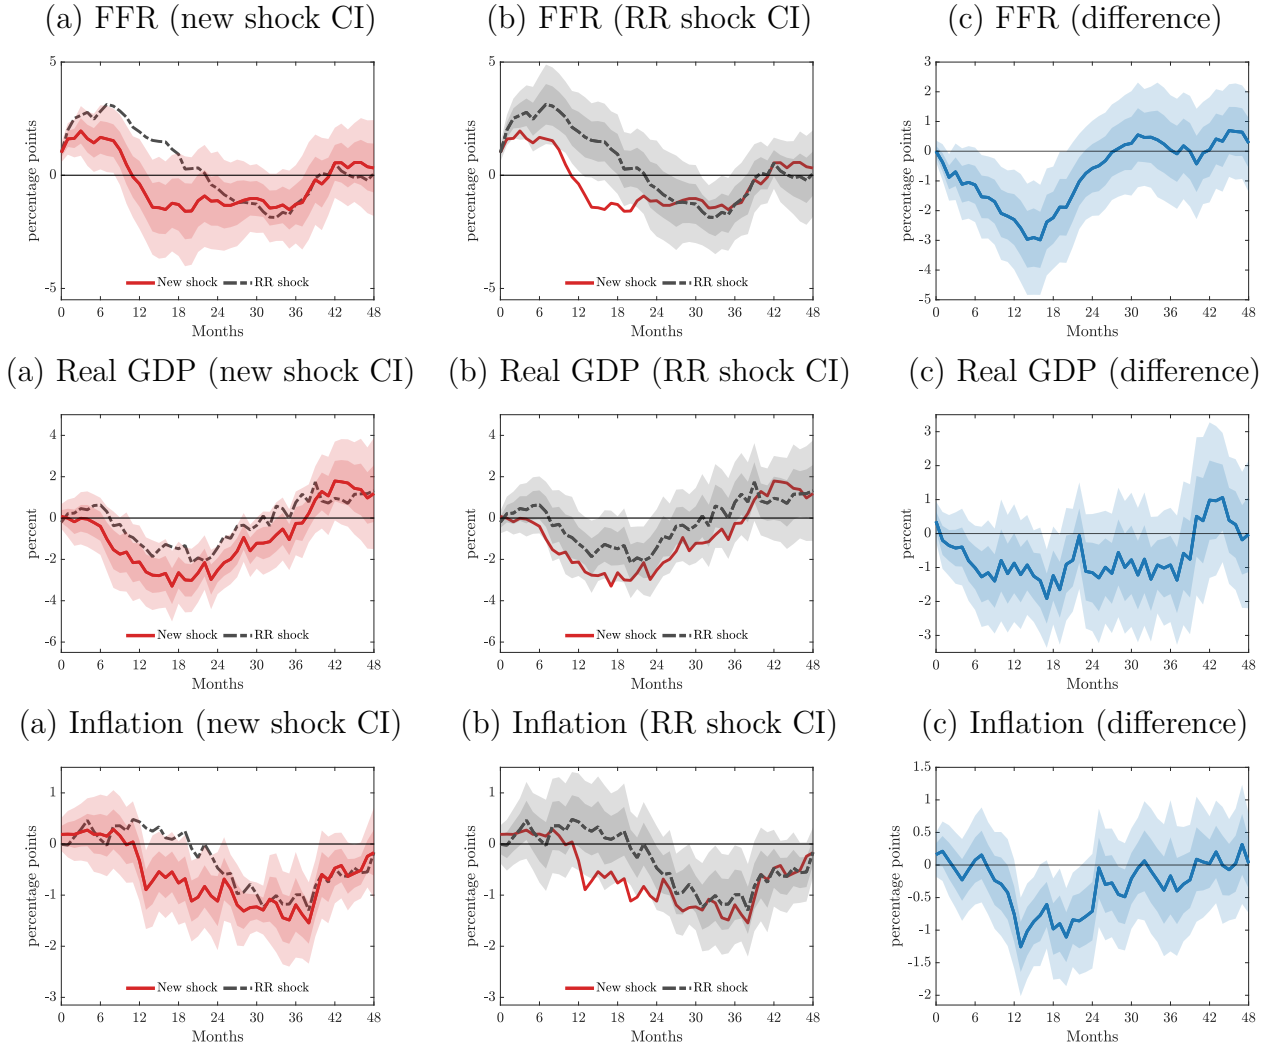 (a) FFR (new shock CI)
(b) FFR (RR shock CI)
(c) FFR (difference)
percentage points
5
0
-5
New shock
RR shock
0 6 12 18 24 30 36 42 48
Months
percentage points
5
0
-5
New shock
RR shock
0 6 12 18 24 30 36 42 48
Months
percentage points
3
2
1
0
-1
-2
-3
-4
-5
0 6 12 18 24 30 36 42 48
Months
(a) Real GDP (new shock CI)
(b) Real GDP (RR shock CI)
(c) Real GDP (difference)
percent
4
2
0
-2
-4
-6
New shock
RR shock
0 6 12 18 24 30 36 42 48
Months
percent
4
2
0
-2
-4
-6
New shock
RR shock
0 6 12 18 24 30 36 42 48
Months
percent
3
2
1
0
-1
-2
-3
0 6 12 18 24 30 36 42 48
Months
(a) Inflation (new shock CI)
(b) Inflation (RR shock CI)
(c) Inflation (difference)
percentage points
1
0
-1
-2
-3
New shock
RR shock
0 6 12 18 24 30 36 42 48
Months
percentage points
1
0
-1
-2
-3
New shock
RR shock
0 6 12 18 24 30 36 42 48
Months
percentage points
1.5
1
0.5
0
-0.5
-1
-1.5
-2
0 6 12 18 24 30 36 42 48
Months